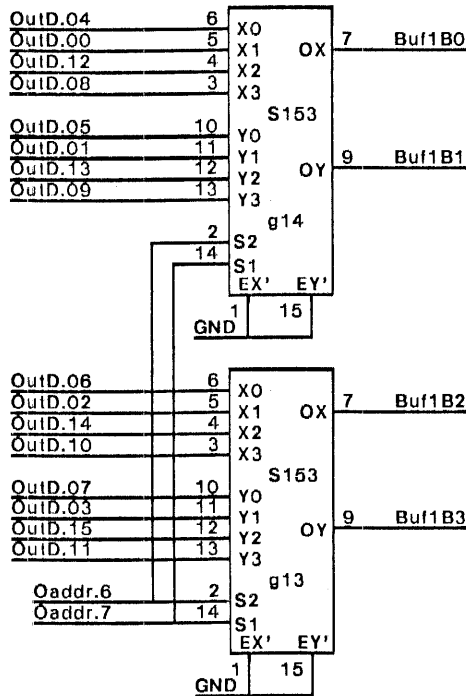 OutD.04 6 X0 OX 7 Buf1B0
OutD.00 5 X1
OutD.12 4 X2
OutD.08 3 X3
S153
OutD.05 10 Y0
OutD.01 11 Y1 OY 9 Buf1B1
OutD.13 12 Y2
OutD.09 13 Y3
g14
2 S2
14 S1
EX' EY'
1 15
GND
OutD.06 6 X0
OutD.02 5 X1 OX 7 Buf1B2
OutD.14 4 X2
OutD.10 3 X3
S153
OutD.07 10 Y0
OutD.03 11 Y1 OY 9 Buf1B3
OutD.15 12 Y2
OutD.11 13 Y3
g13
Oaddr.6 2 S2
Oaddr.7 14 S1
EX' EY'
1 15
GND